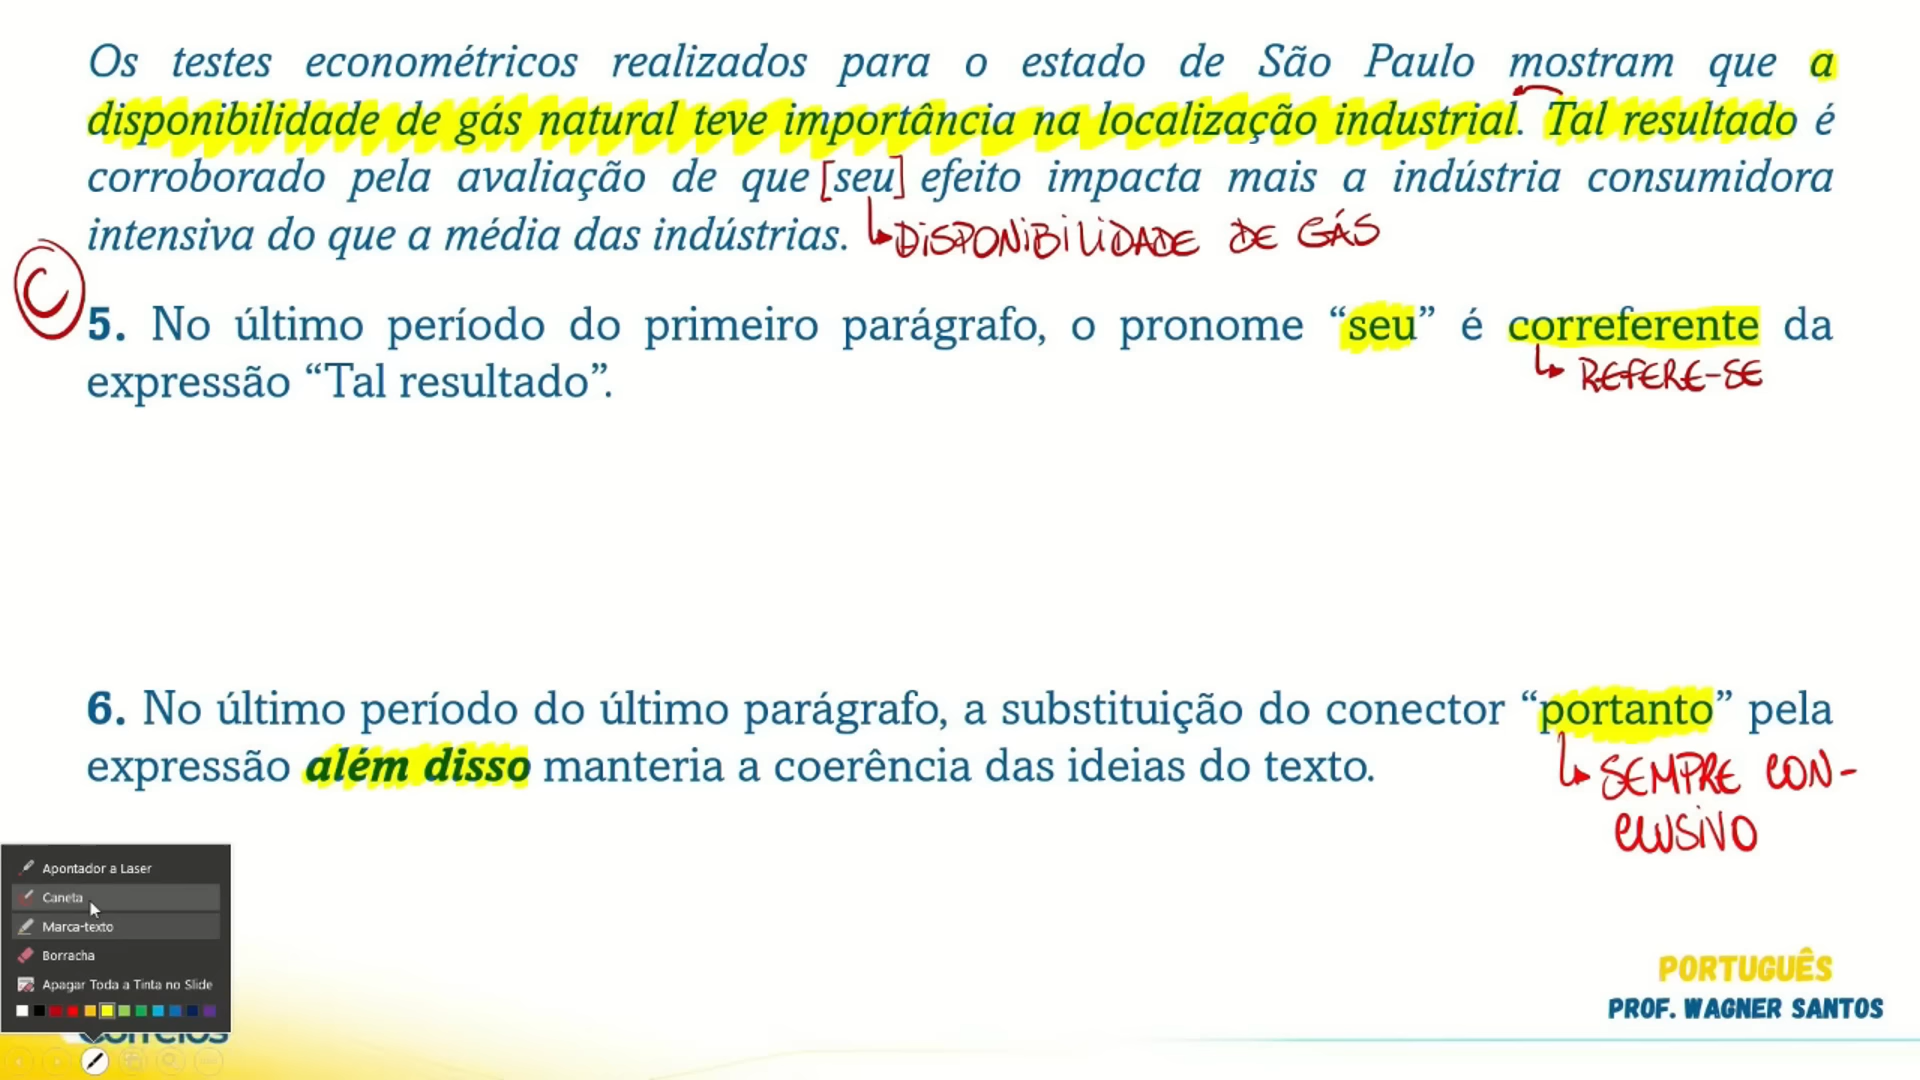 Os testes econométricos realizados para o estado de São Paulo mostram que a
disponibilidade de gás natural teve importância na localização industrial. Tal resultado é
corroborado pela avaliação de que [seu] efeito impacta mais a indústria consumidora
intensiva do que a média das indústrias.
DISPONIBILIDADE DE GÁS
C
5. No último período do primeiro parágrafo, o pronome “seu” é correferente da
expressão “Tal resultado”.
REFERE-SE
6. No último período do último parágrafo, a substituição do conector “portanto” pela
expressão além disso manteria a coerência das ideias do texto.
SEMPRE CON-
CLUSIVO
Apontador a Laser
Caneta
Marca-texto
Borracha
Apagar Toda a Tinta no Slide
Correios
PORTUGUÊS
PROF. WAGNER SANTOS